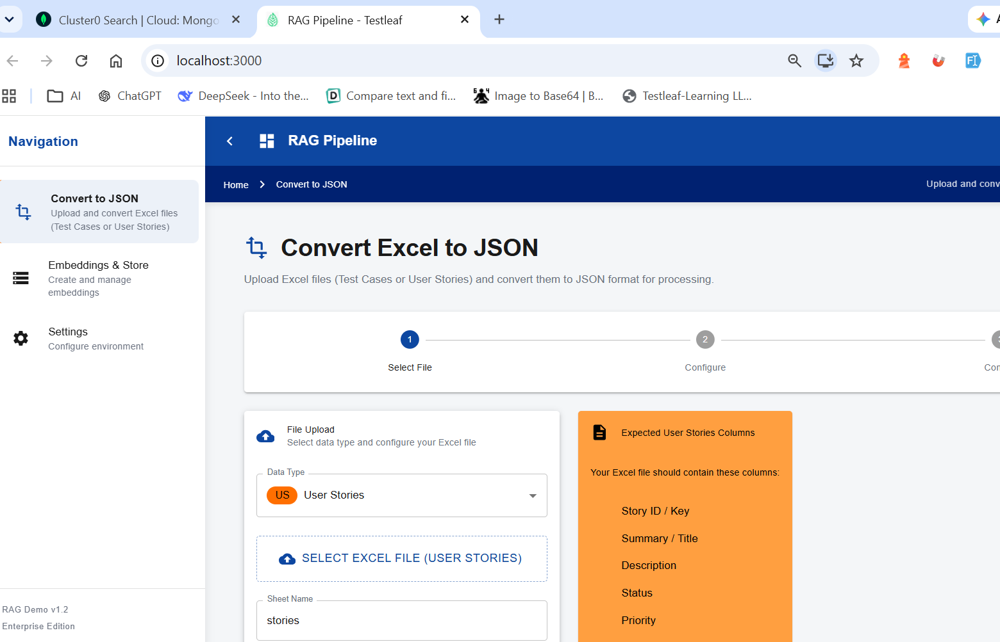 Cluster0 Search | Cloud: Mongo
RAG Pipeline - Testleaf
localhost:3000
AI
ChatGPT
DeepSeek - Into the...
Compare text and fi...
Image to Base64 | B...
Testleaf-Learning LL...
Navigation
RAG Pipeline
Home
Convert to JSON
Upload and conv
Convert to JSON
Upload and convert Excel files
(Test Cases or User Stories)
Embeddings & Store
Create and manage
embeddings
Settings
Configure environment
RAG Demo v1.2
Enterprise Edition
Convert Excel to JSON
Upload Excel files (Test Cases or User Stories) and convert them to JSON format for processing.
1
2
Select File
Configure
Con
File Upload
Select data type and configure your Excel file
Data Type
US User Stories
SELECT EXCEL FILE (USER STORIES)
Sheet Name
stories
Expected User Stories Columns
Your Excel file should contain these columns:
Story ID / Key
Summary / Title
Description
Status
Priority